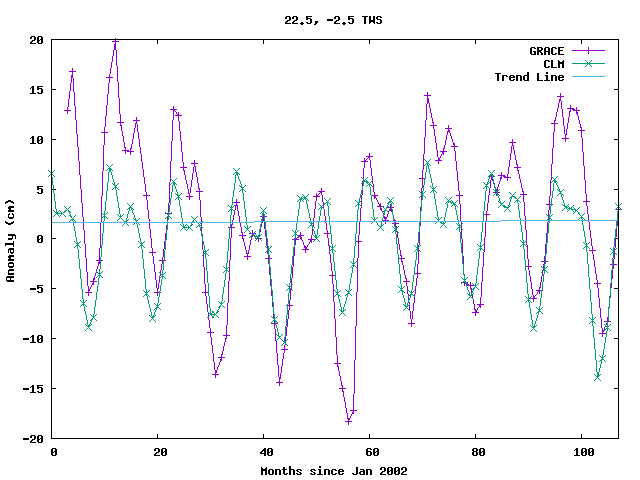 22.5, -2.5 TWS
GRACE
CLM
Trend Line
20
15
10
5
0
-5
-10
-15
-20
Anomaly (cm)
0 20 40 60 80 100
Months since Jan 2002